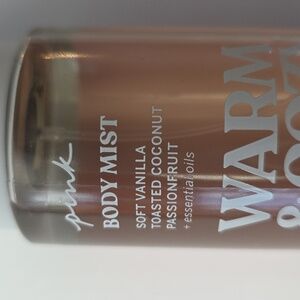 pink
BODY MIST
SOFT VANILLA
TOASTED COCONUT
PASSIONFRUIT
+ essential oils
WARM
&